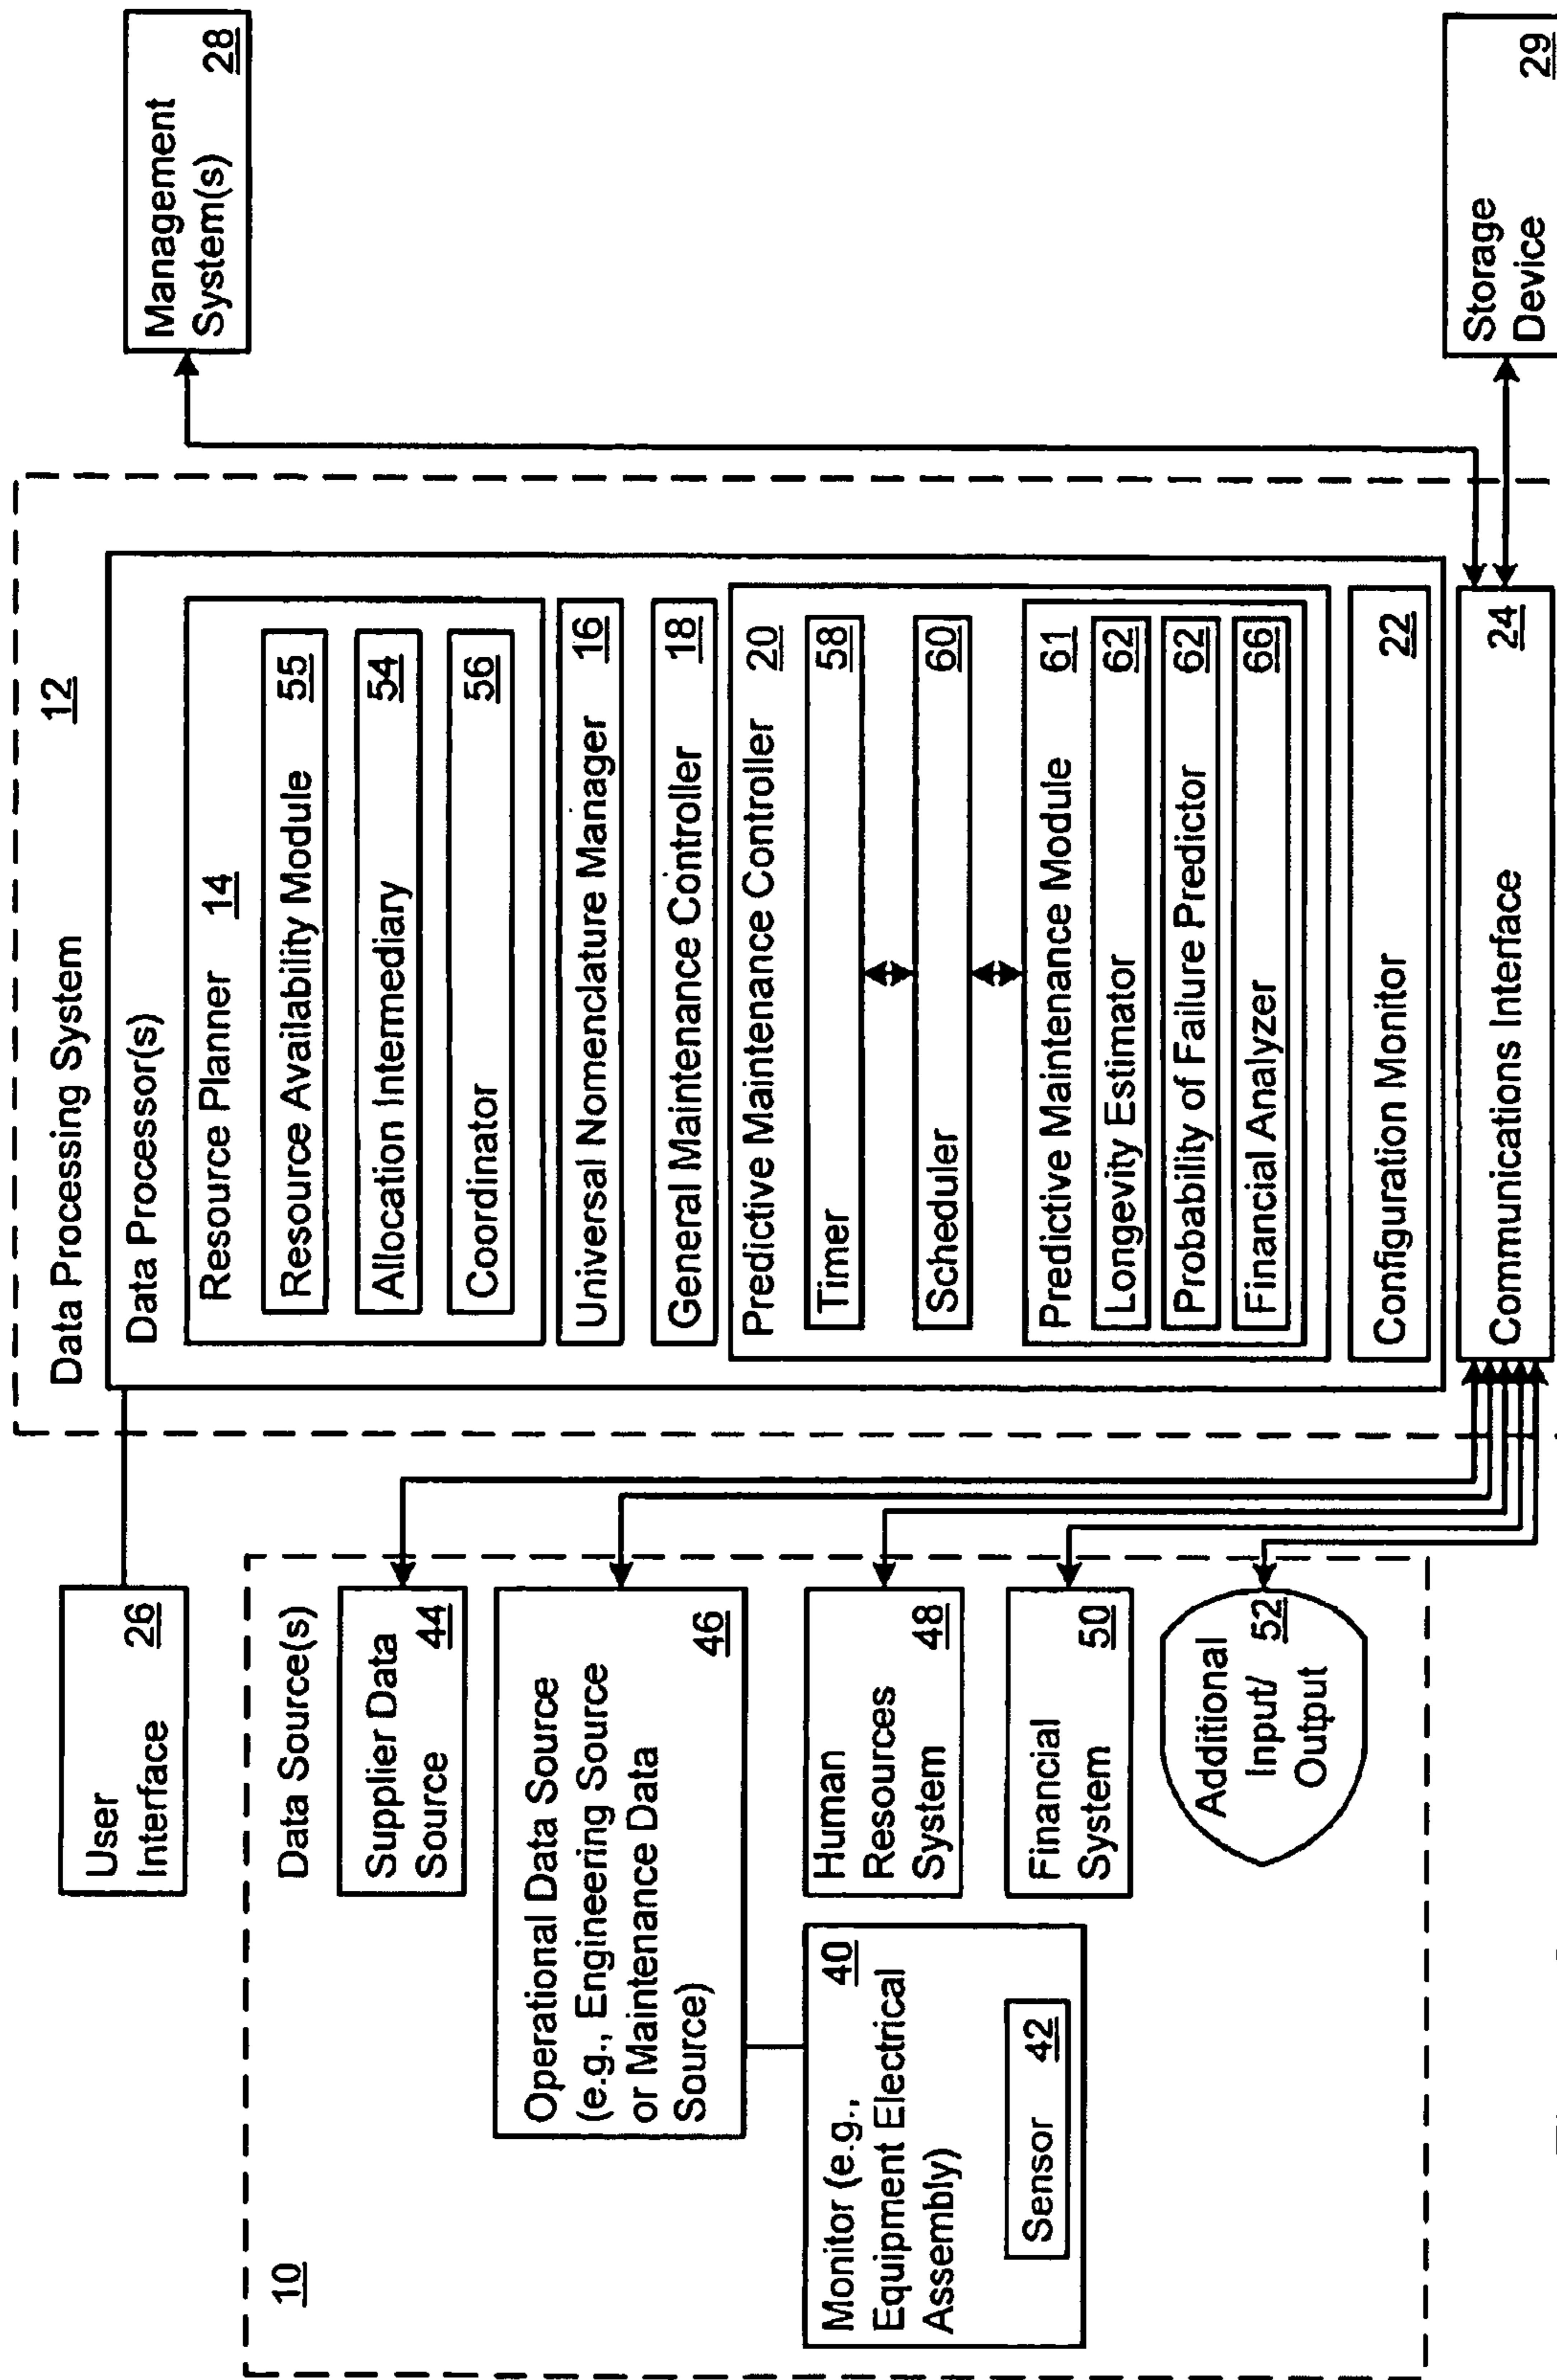 User
Interface 26
Data Source(s)
Supplier Data
Source 44
Operational Data Source
(e.g., Engineering Source
or Maintenance Data
Source) 46
Human
Resources
System 48
Financial
System 50
Additional
Input/
Output 52
10
Monitor (e.g., 40
Equipment Electrical
Assembly)
Sensor 42
Data Processing System 12
Data Processor(s)
Resource Planner 14
Resource Availability Module 55
Allocation Intermediary 54
Coordinator 56
Universal Nomenclature Manager 16
General Maintenance Controller 18
Predictive Maintenance Controller 20
Timer 58
Scheduler 60
Predictive Maintenance Module 61
Longevity Estimator 62
Probability of Failure Predictor 62
Financial Analyzer 66
Configuration Monitor 22
Communications Interface 24
Management
System(s) 28
Storage
Device 29